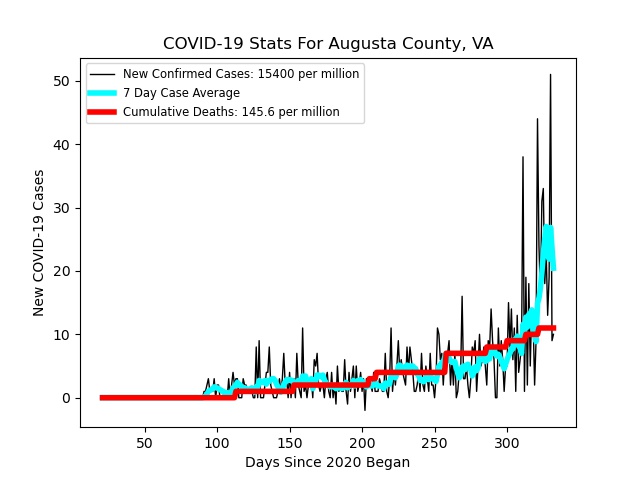 COVID-19 Stats For Augusta County, VA
New Confirmed Cases: 15400 per million
7 Day Case Average
Cumulative Deaths: 145.6 per million
New COVID-19 Cases
50
40
30
20
10
0
50 100 150 200 250 300
Days Since 2020 Began